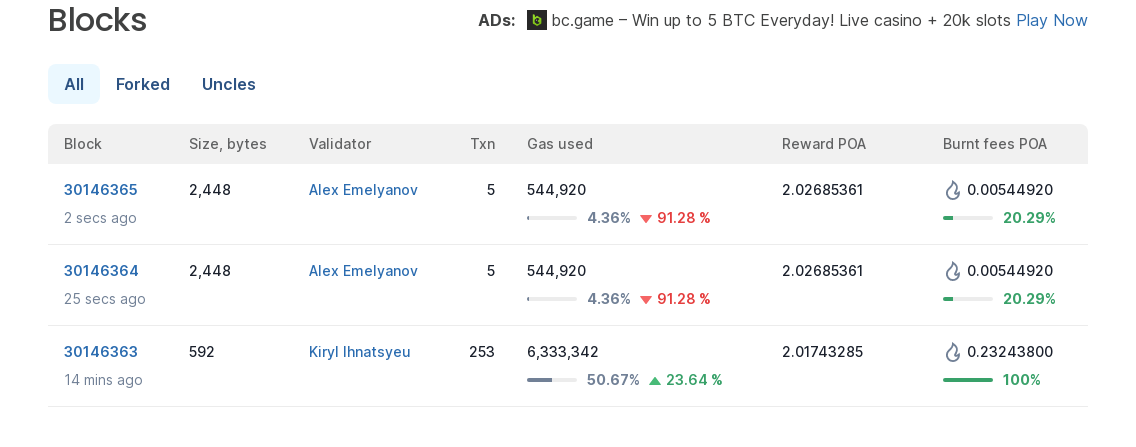 Blocks
ADs: bc.game – Win up to 5 BTC Everyday! Live casino + 20k slots Play Now
All Forked Uncles
Block Size, bytes Validator Txn Gas used Reward POA Burnt fees POA
30146365 2,448 Alex Emelyanov 5 544,920 2.02685361 0.00544920
2 secs ago 4.36% 91.28 % 20.29%
30146364 2,448 Alex Emelyanov 5 544,920 2.02685361 0.00544920
25 secs ago 4.36% 91.28 % 20.29%
30146363 592 Kiryl Ihnatsyeu 253 6,333,342 2.01743285 0.23243800
14 mins ago 50.67% 23.64 % 100%